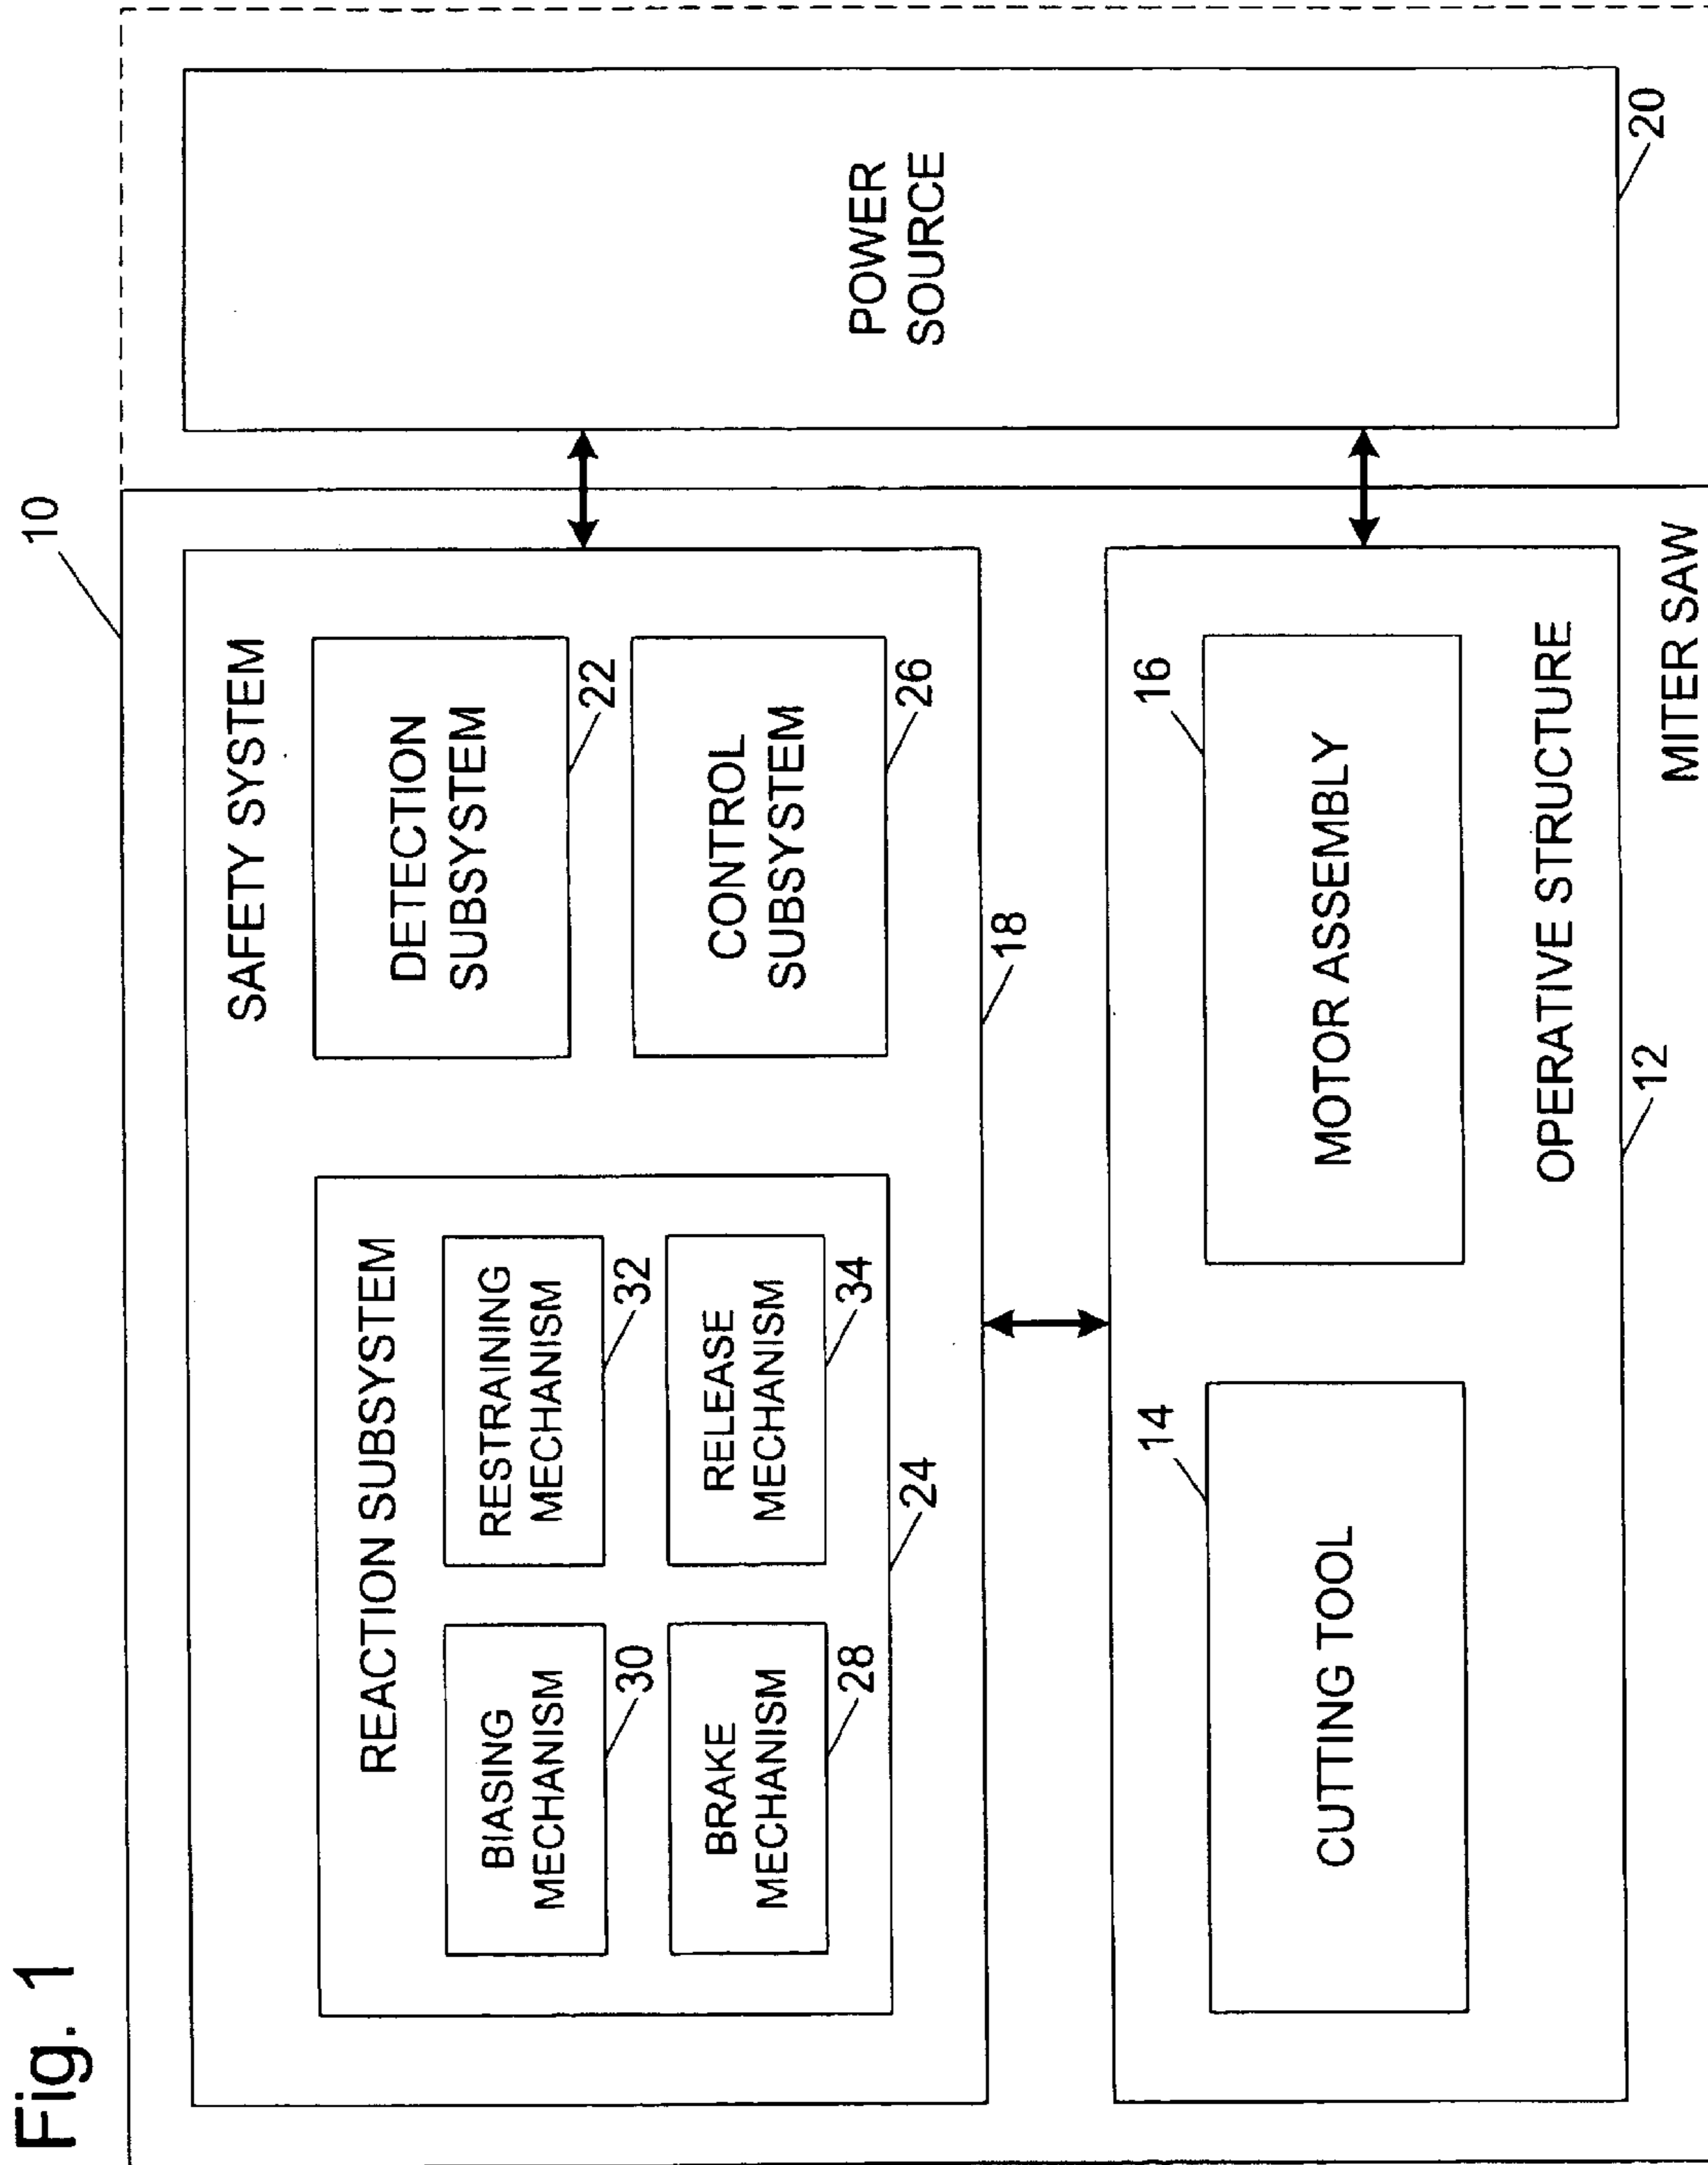 Fig. 1
10
SAFETY SYSTEM
REACTION SUBSYSTEM
BIASING
MECHANISM
30
RESTRAINING
MECHANISM
32
BRAKE
MECHANISM
28
RELEASE
MECHANISM
34
24
DETECTION
SUBSYSTEM
22
CONTROL
SUBSYSTEM
26
18
14
CUTTING TOOL
16
MOTOR ASSEMBLY
OPERATIVE STRUCTURE
12
MITER SAW
POWER
SOURCE
20